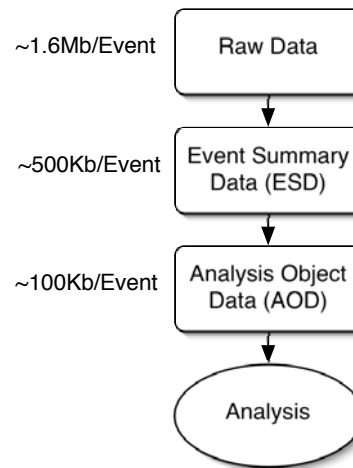 ~1.6Mb/Event
Raw Data
~500Kb/Event
Event Summary
Data (ESD)
~100Kb/Event
Analysis Object
Data (AOD)
Analysis